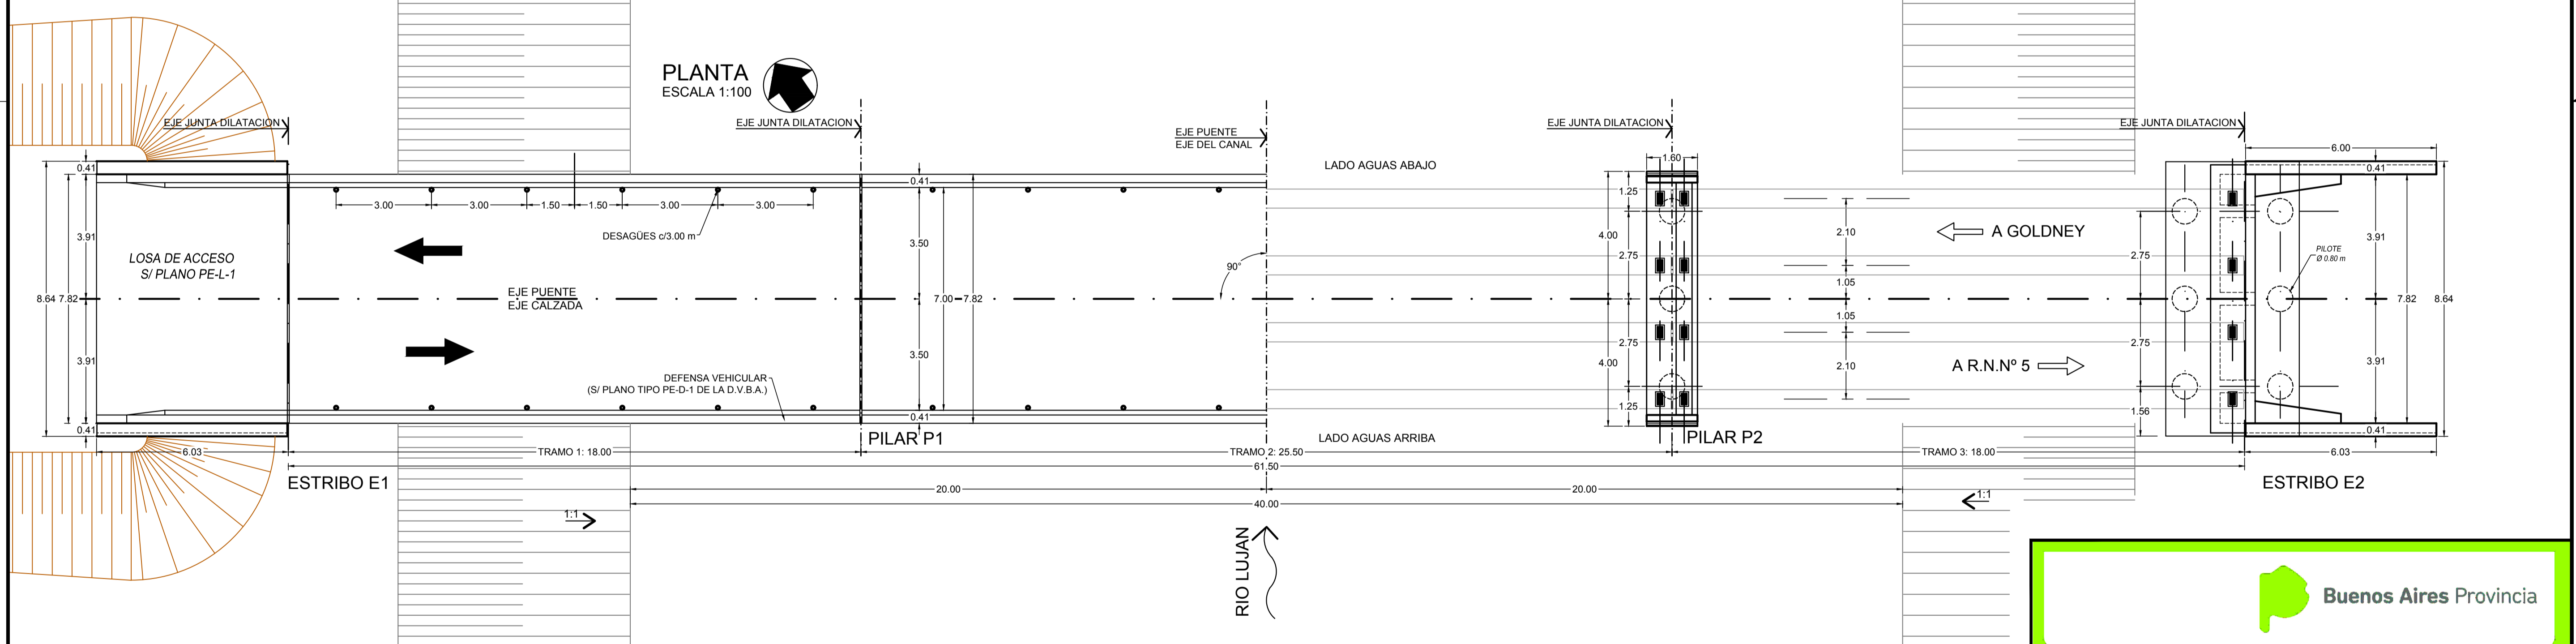 PLANTA
ESCALA 1:100
EJE JUNTA DILATACION
EJE JUNTA DILATACION
EJE PUENTE
EJE DEL CANAL
EJE JUNTA DILATACION
EJE JUNTA DILATACION
LADO AGUAS ABAJO
1.60
6.00
0.41
0.41
0.41
3.00
3.00
1.50
1.50
3.00
3.00
DESAGÜES c/3.00 m
1.25
3.91
3.50
4.00
2.75
2.10
A GOLDNEY
2.75
3.91
PILOTE
Ø 0.80 m
LOSA DE ACCESO
S/ PLANO PE-L-1
90°
1.05
EJE PUENTE
EJE CALZADA
8.64
7.82
7.00
7.82
7.82
8.64
1.05
3.91
3.50
4.00
2.75
2.10
A R.N.Nº 5
2.75
3.91
DEFENSA VEHICULAR
(S/ PLANO TIPO PE-D-1 DE LA D.V.B.A.)
1.25
1.56
0.41
0.41
0.41
PILAR P1
LADO AGUAS ARRIBA
PILAR P2
6.03
TRAMO 1: 18.00
TRAMO 2: 25.50
TRAMO 3: 18.00
6.03
61.50
ESTRIBO E1
ESTRIBO E2
20.00
20.00
40.00
1:1
1:1
RIO LUJAN
Buenos Aires Provincia